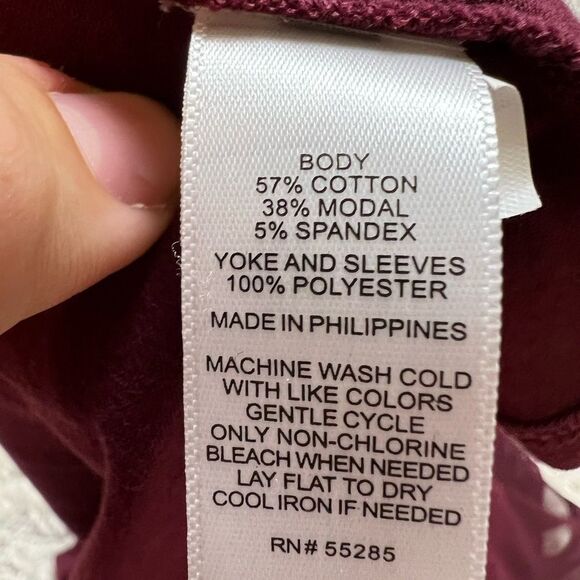 BODY
57% COTTON
38% MODAL
5% SPANDEX
YOKE AND SLEEVES
100% POLYESTER
MADE IN PHILIPPINES
MACHINE WASH COLD
WITH LIKE COLORS
GENTLE CYCLE
ONLY NON-CHLORINE
BLEACH WHEN NEEDED
LAY FLAT TO DRY
COOL IRON IF NEEDED
RN# 55285